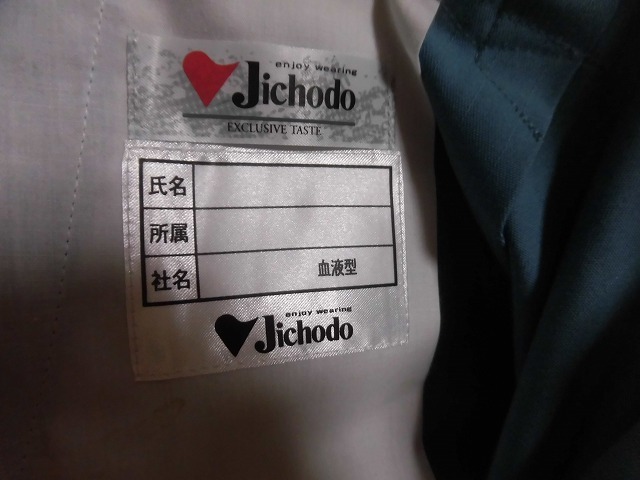 enjoy wearing
Jichodo
EXCLUSIVE TASTE
氏名
所属
社名 血液型
enjoy wearing
Jichodo